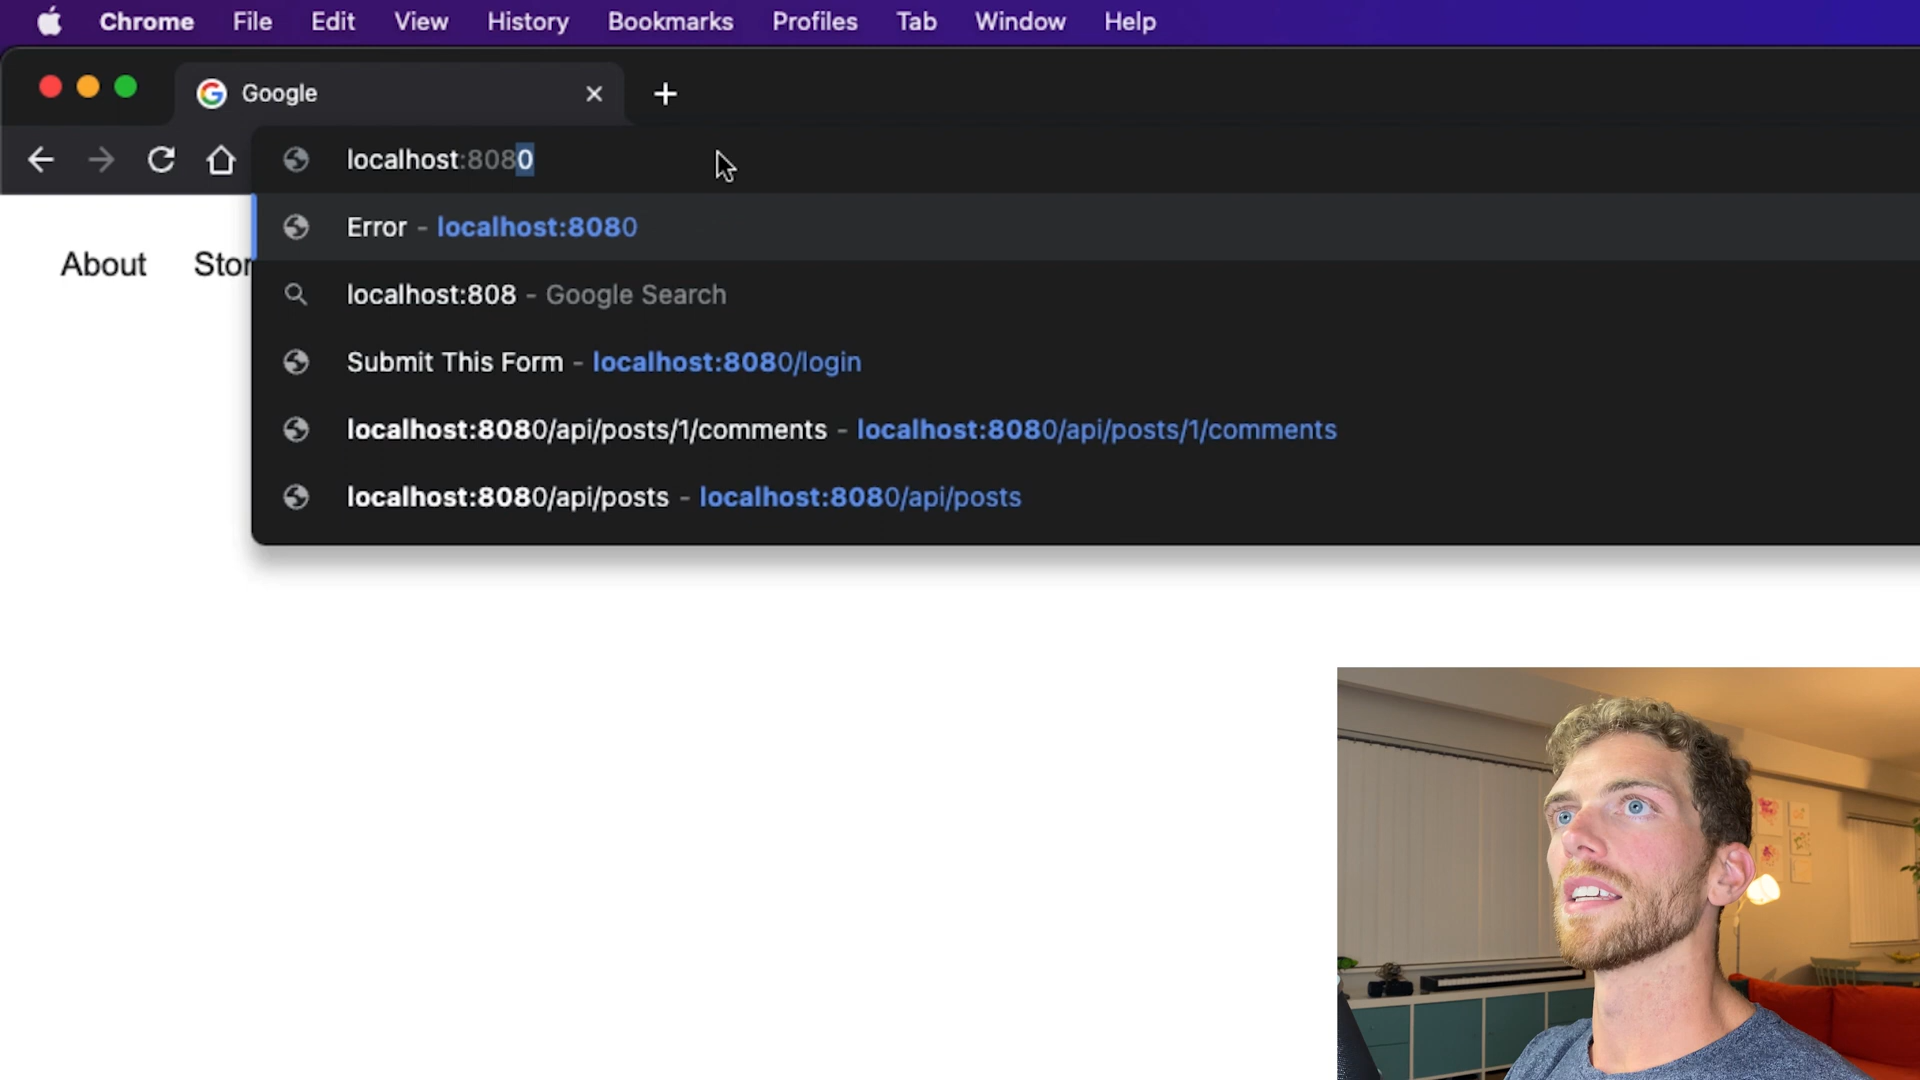 Chrome File Edit View History Bookmarks Profiles Tab Window Help
Google
localhost:8080
Error - localhost:8080
About Stor
localhost:808 - Google Search
Submit This Form - localhost:8080/login
localhost:8080/api/posts/1/comments - localhost:8080/api/posts/1/comments
localhost:8080/api/posts - localhost:8080/api/posts